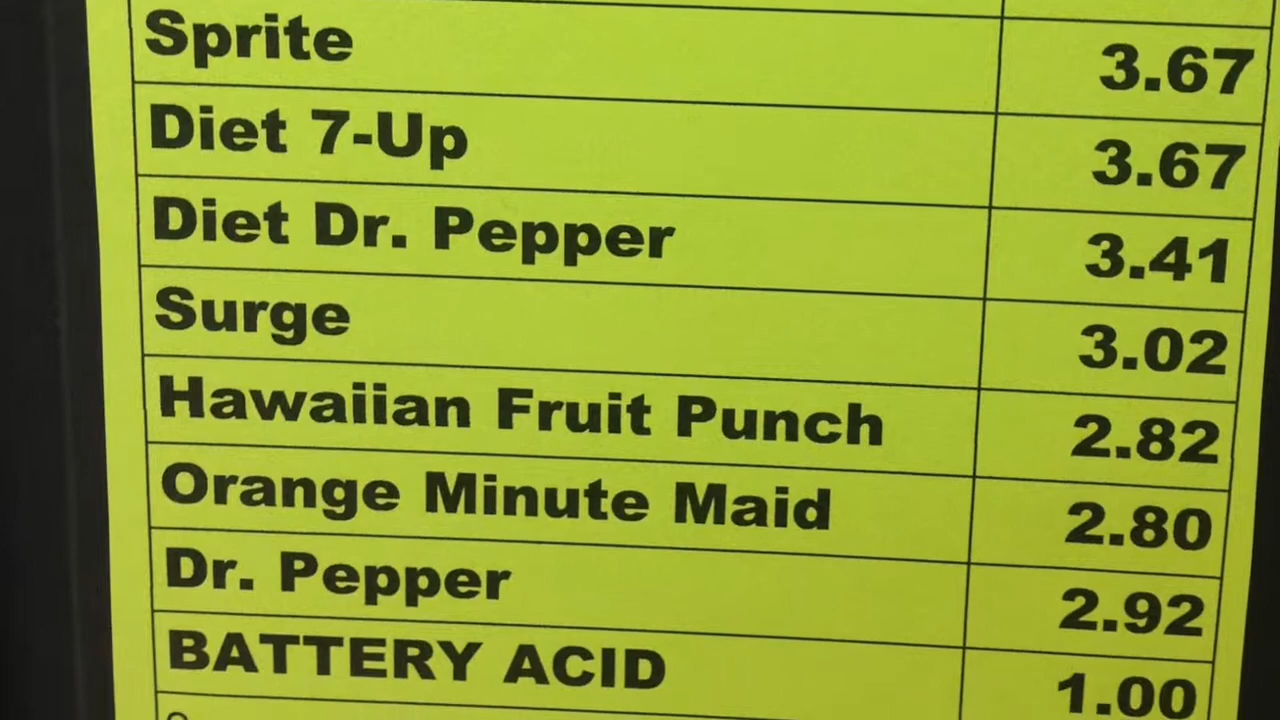 Sprite 3.67
Diet 7-Up 3.67
Diet Dr. Pepper 3.41
Surge 3.02
Hawaiian Fruit Punch 2.82
Orange Minute Maid 2.80
Dr. Pepper 2.92
BATTERY ACID 1.00